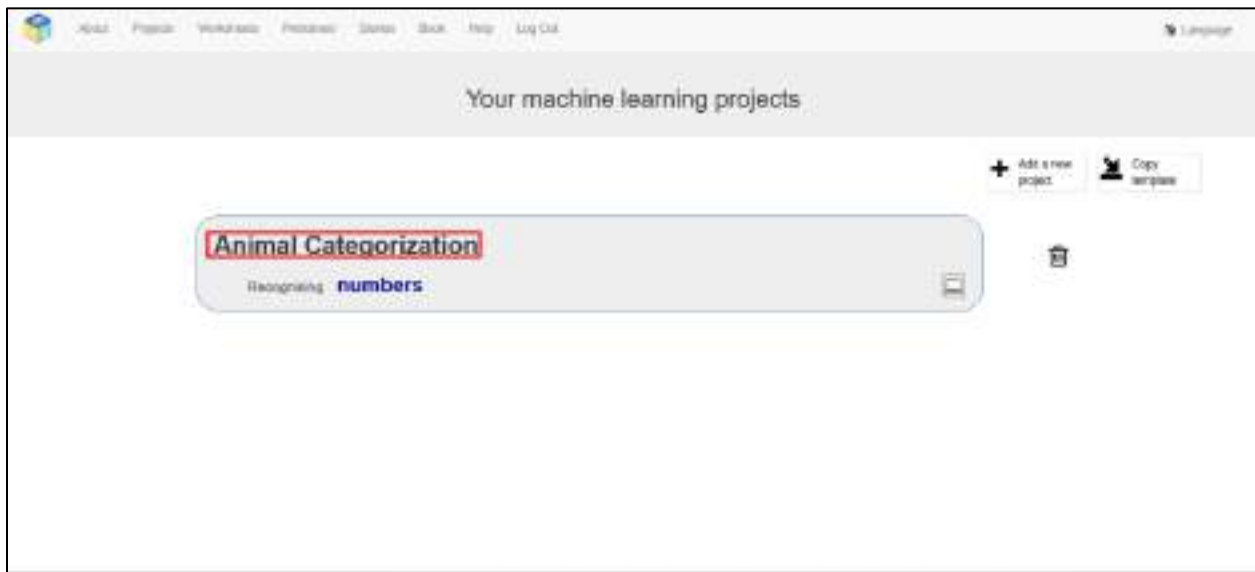 About Projects Worksheets Pretrained Stories Book Help Log Out Language
Your machine learning projects
Add a new project
Copy template
Animal Categorization
Recognising numbers